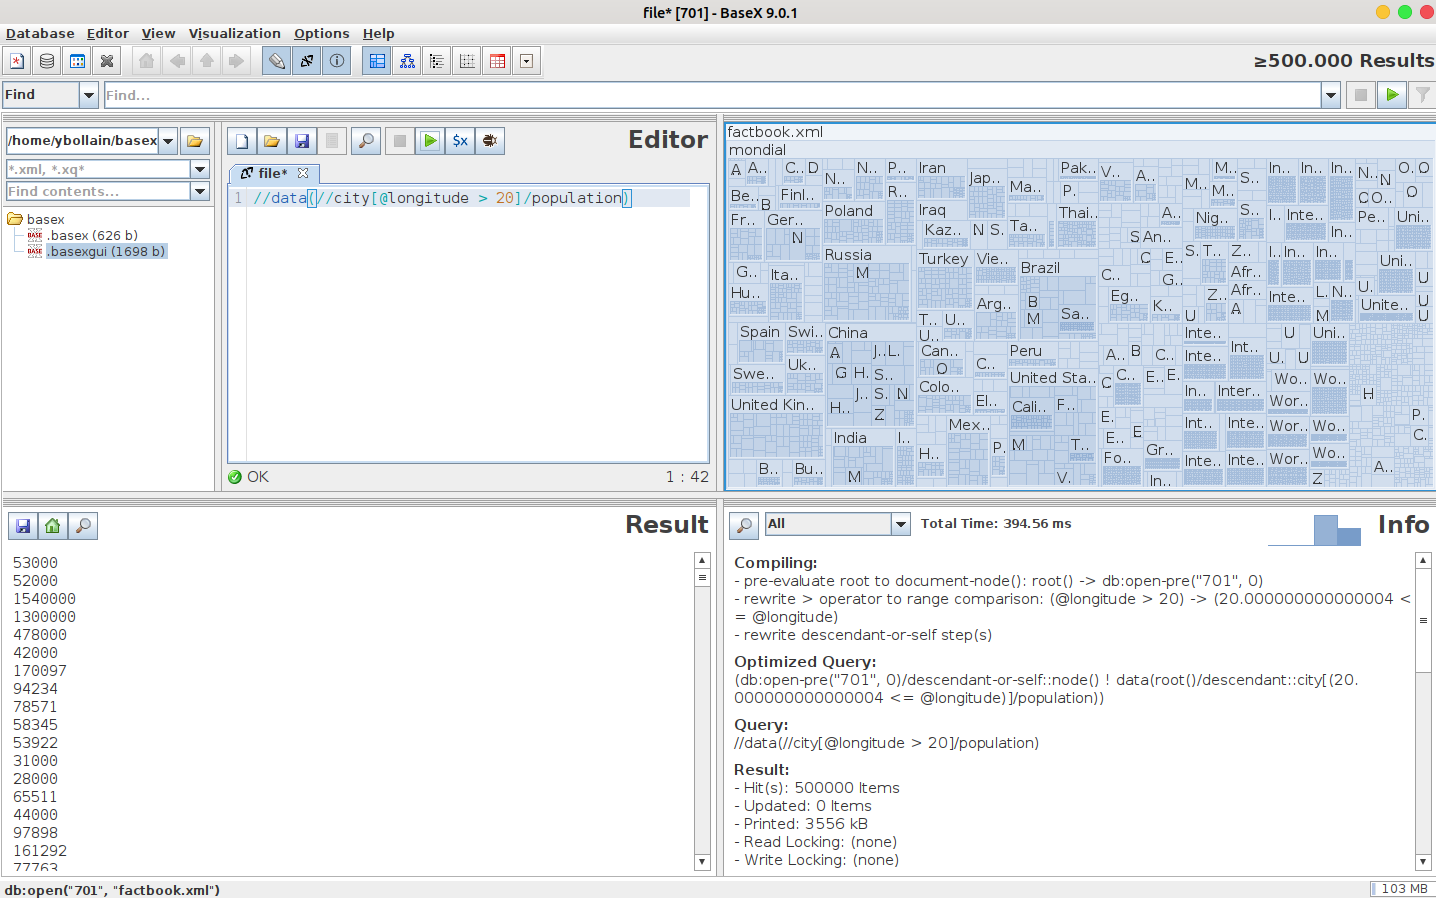 file* [701] - BaseX 9.0.1
Database Editor View Visualization Options Help
≥500.000 Results
Find Find...
/home/ybollain/basex
*.xml, *.xq*
Find contents...
basex
.basex (626 b)
.basexgui (1698 b)
Editor
file*
1 //data(//city[@longitude > 20]/population)
OK 1 : 42
factbook.xml
mondial
A A.. C.. D N.. P.. Iran Pak.. V.. A.. M.. M.. S.. In.. In.. N.. N O.. O
Be.. B Finl.. R.. Jap.. Ma.. P..
Fr.. Ger.. Poland Iraq Thai.. A.. Nig.. S.. I.. Inte.. Pe.. Uni..
N Kaz.. N S.. Ta.. S An.. In..
Russia Turkey Vie.. Brazil C E.. S. T.. Z.. I.. In.. In.. Uni..
G.. Ita.. M C.. G.. Afr..
Hu.. Arg.. B Eg.. K.. Z.. Afr.. Inte.. L. N.. U. U
M Sa.. U A M Unite.. U
T.. U..
Spain Swi.. China U.. Inte.. U Uni..
A J.. L. Can.. Peru A.. B C.. Inte.. Int.. U. U
Swe.. Uk.. G H. S.. O C.. United Sta.. C C.. E.. E. Wo.. Wo..
United Kin.. J.. S. N Colo.. El.. Cali.. F.. In.. Inter.. Wor.. H
H.. Z E. P.
India I.. Mex.. M T.. E.. E Int.. Inte.. Wor.. Wo.. C.
B.. Bu.. M H.. P. V. Fo.. Gr.. In.. Inte.. Inte.. Wor.. Wo.. Z A..
Result
53000
52000
1540000
1300000
478000
42000
170097
94234
78571
58345
53922
31000
28000
65511
44000
97898
161292
77763
All Total Time: 394.56 ms Info
Compiling:
- pre-evaluate root to document-node(): root() -> db:open-pre("701", 0)
- rewrite > operator to range comparison: (@longitude > 20) -> (20.000000000000004 <
= @longitude)
- rewrite descendant-or-self step(s)
Optimized Query:
(db:open-pre("701", 0)/descendant-or-self::node() ! data(root()/descendant::city[(20.
000000000000004 <= @longitude)]/population))
Query:
//data(//city[@longitude > 20]/population)
Result:
- Hit(s): 500000 Items
- Updated: 0 Items
- Printed: 3556 kB
- Read Locking: (none)
- Write Locking: (none)
db:open("701", "factbook.xml")
103 MB